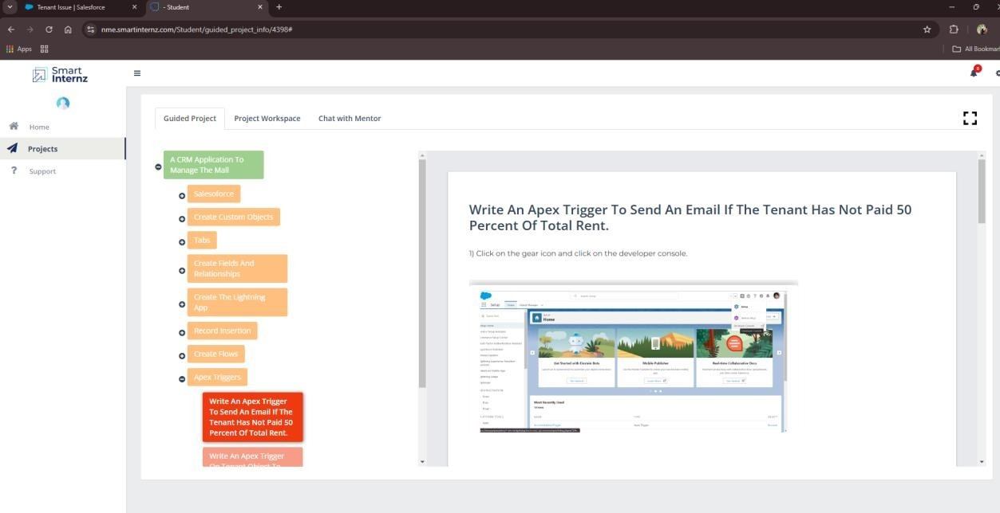 Tenant Issue | Salesforce
- Student
nme.smartinternz.com/Student/guided_project_info/4398#
Apps
All Bookmar
Smart
Internz
Home
Projects
Support
Guided Project
Project Workspace
Chat with Mentor
A CRM Application To
Manage The Mall
Salesoforce
Create Custom Objects
Tabs
Create Fields And
Relationships
Create The Lightning
App
Record Insertion
Create Flows
Apex Triggers
Write An Apex Trigger
To Send An Email If The
Tenant Has Not Paid 50
Percent Of Total Rent.
Write An Apex Trigger
On Tenant Object To
Write An Apex Trigger To Send An Email If The Tenant Has Not Paid 50
Percent Of Total Rent.
1) Click on the gear icon and click on the developer console.
Setup
Home
Get Started with Einstein Bots
Mobile Publisher
Real-time Collaborative Docs
Most Recently Used